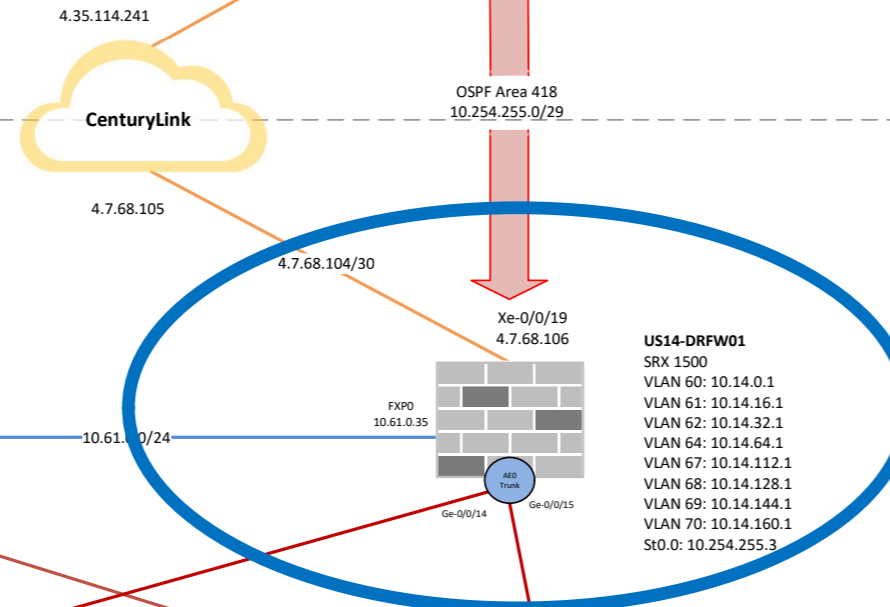 4.35.114.241
CenturyLink
OSPF Area 418
10.254.255.0/29
4.7.68.105
4.7.68.104/30
Xe-0/0/19
4.7.68.106
US14-DRFW01
SRX 1500
VLAN 60: 10.14.0.1
VLAN 61: 10.14.16.1
VLAN 62: 10.14.32.1
VLAN 64: 10.14.64.1
VLAN 67: 10.14.112.1
VLAN 68: 10.14.128.1
VLAN 69: 10.14.144.1
VLAN 70: 10.14.160.1
St0.0: 10.254.255.3
FXP0
10.61.0.35
10.61.0.0/24
AE0
Trunk
Ge-0/0/14
Ge-0/0/15